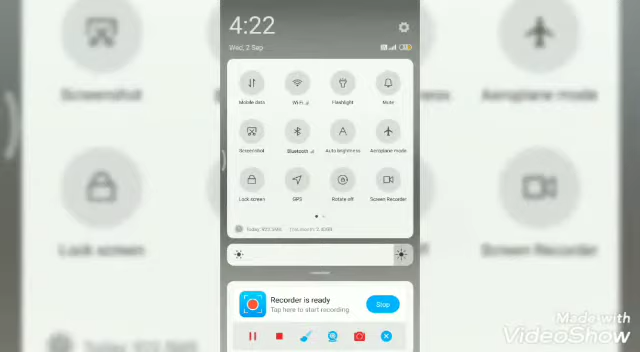 4:22
Wed, 2 Sep
Mobile data
Wi-Fi
Flashlight
Mute
Screenshot
Bluetooth
Auto brightness
Aeroplane mode
Lock screen
GPS
Rotate off
Screen Recorder
Recorder is ready
Tap here to start recording
Stop
Screenshot
Aeroplane mode
Lock screen
Screen Recorder
Made with
VideoShow